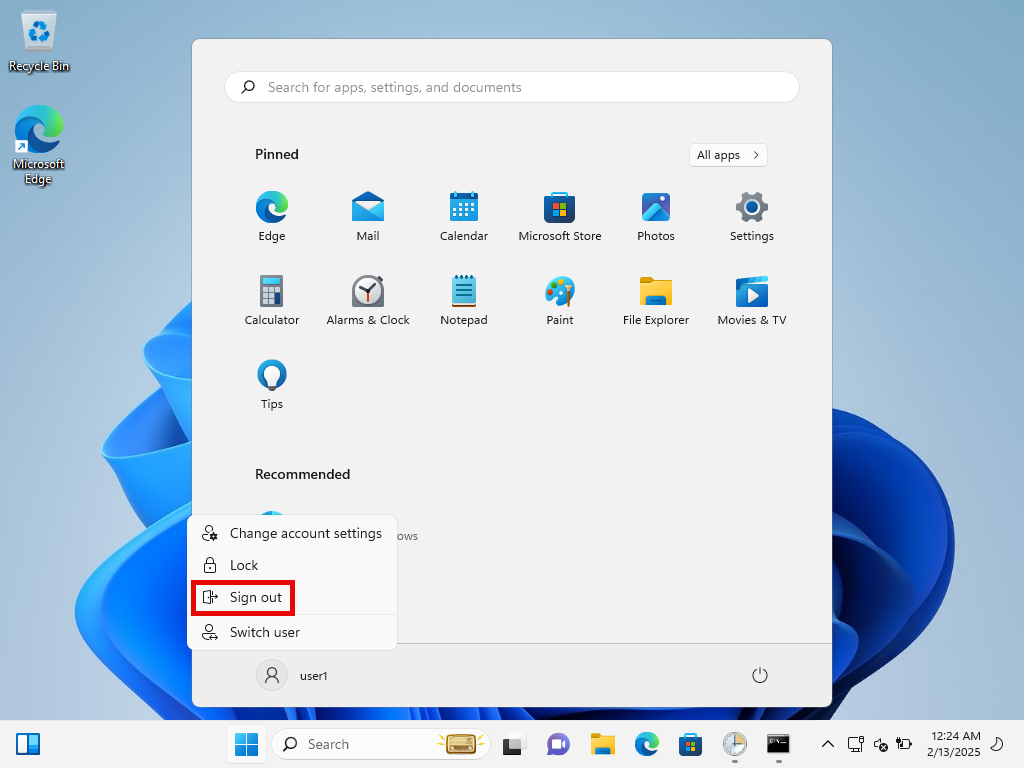 Recycle Bin
Microsoft
Edge
Search for apps, settings, and documents
Pinned
All apps
Edge
Mail
Calendar
Microsoft Store
Photos
Settings
Calculator
Alarms & Clock
Notepad
Paint
File Explorer
Movies & TV
Tips
Recommended
Change account settings
ows
Lock
Sign out
Switch user
user1
Search
12:24 AM
2/13/2025